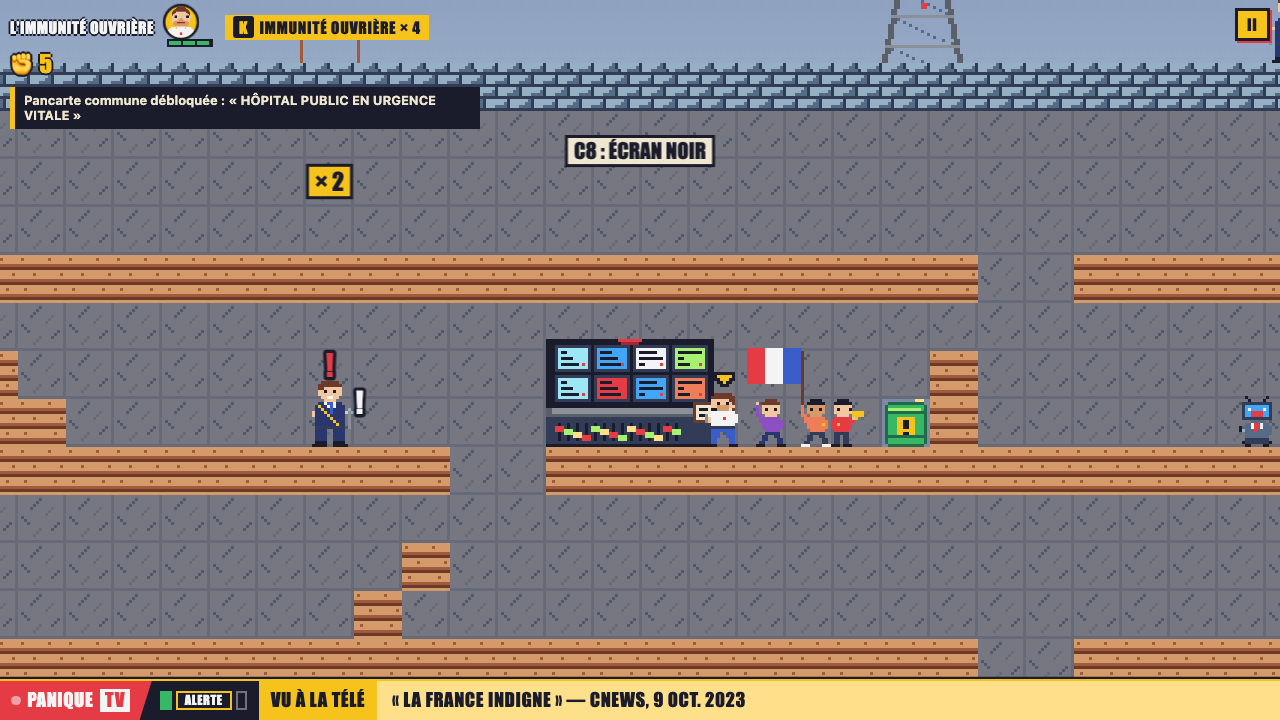 L'IMMUNITÉ OUVRIÈRE
K IMMUNITÉ OUVRIÈRE × 4
5
Pancarte commune débloquée : « HÔPITAL PUBLIC EN URGENCE
VITALE »
C8 : ÉCRAN NOIR
× 2
PANIQUE TV
ALERTE
VU À LA TÉLÉ
« LA FRANCE INDIGNE » — CNEWS, 9 OCT. 2023